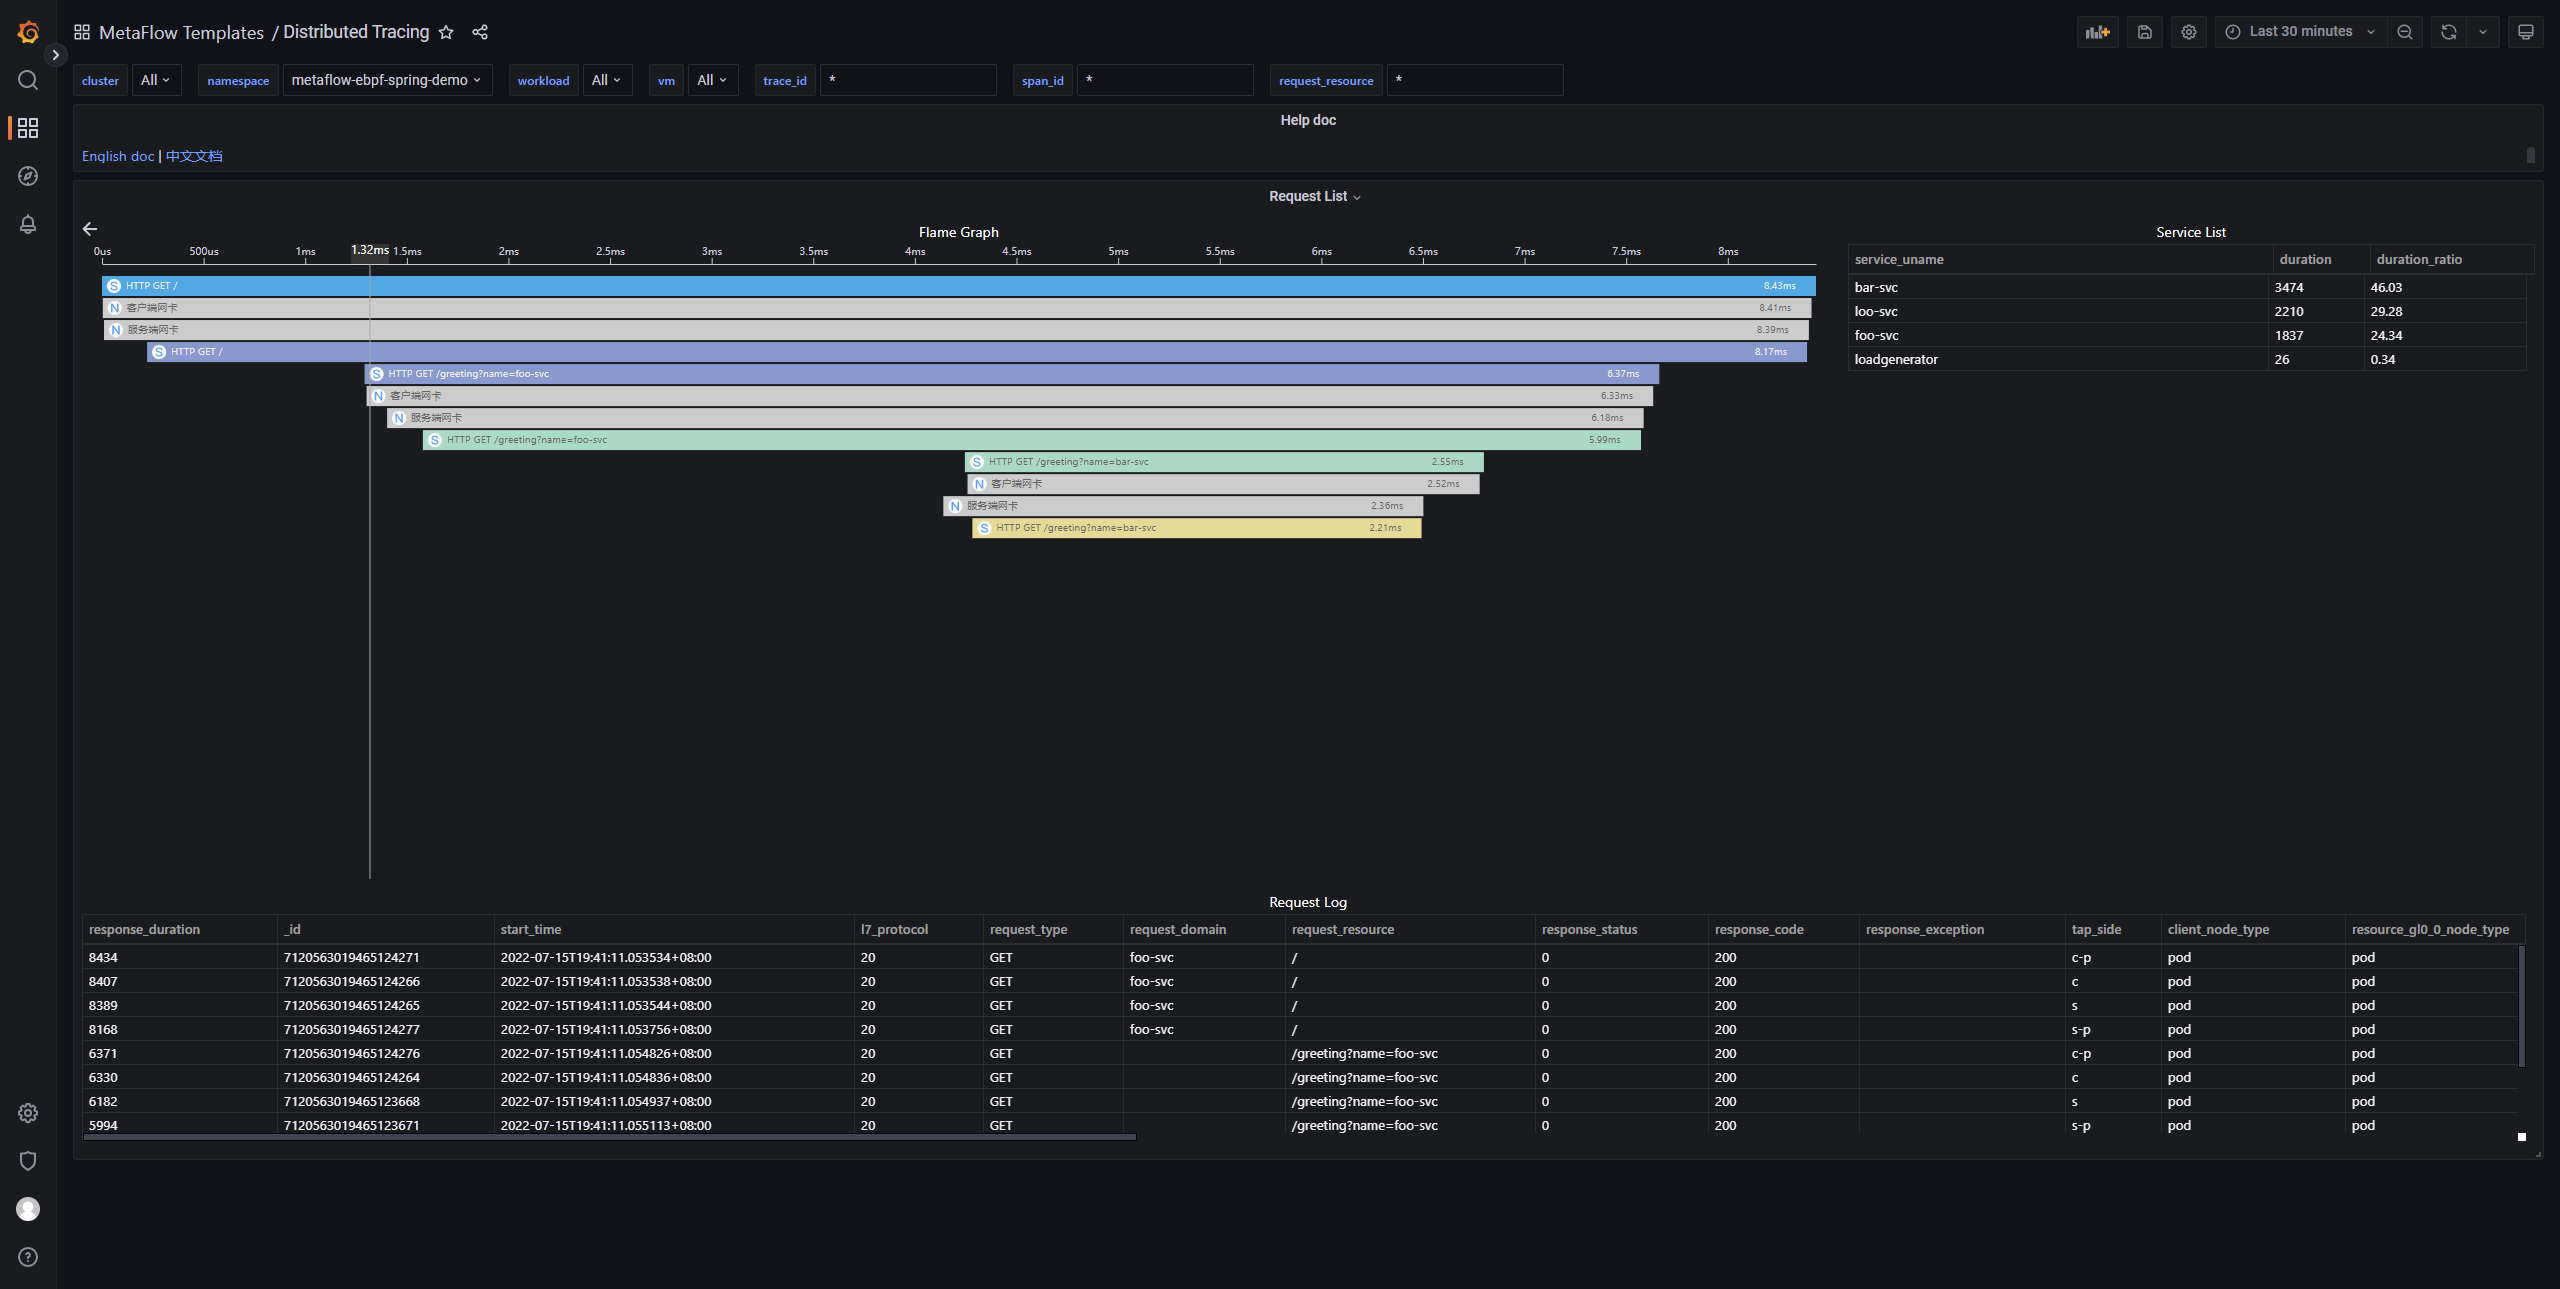 MetaFlow Templates / Distributed Tracing
Last 30 minutes
cluster All namespace metaflow-ebpf-spring-demo workload All vm All trace_id * span_id * request_resource *
Help doc
English doc | 中文文档
Request List
Flame Graph
0us 500us 1ms 1.32ms 1.5ms 2ms 2.5ms 3ms 3.5ms 4ms 4.5ms 5ms 5.5ms 6ms 6.5ms 7ms 7.5ms 8ms
S HTTP GET / 8.43ms
N 客户端网卡 8.41ms
N 服务端网卡 8.39ms
S HTTP GET / 8.17ms
S HTTP GET /greeting?name=foo-svc 6.37ms
N 客户端网卡 6.33ms
N 服务端网卡 6.18ms
S HTTP GET /greeting?name=foo-svc 5.99ms
S HTTP GET /greeting?name=bar-svc 2.55ms
N 客户端网卡 2.52ms
N 服务端网卡 2.36ms
S HTTP GET /greeting?name=bar-svc 2.21ms
Service List
service_uname duration duration_ratio
bar-svc 3474 46.03
loo-svc 2210 29.28
foo-svc 1837 24.34
loadgenerator 26 0.34
Request Log
response_duration _id start_time l7_protocol request_type request_domain request_resource response_status response_code response_exception tap_side client_node_type resource_gl0_0_node_type
8434 7120563019465124271 2022-07-15T19:41:11.053534+08:00 20 GET foo-svc / 0 200 c-p pod pod
8407 7120563019465124266 2022-07-15T19:41:11.053538+08:00 20 GET foo-svc / 0 200 c pod pod
8389 7120563019465124265 2022-07-15T19:41:11.053544+08:00 20 GET foo-svc / 0 200 s pod pod
8168 7120563019465124277 2022-07-15T19:41:11.053756+08:00 20 GET foo-svc / 0 200 s-p pod pod
6371 7120563019465124276 2022-07-15T19:41:11.054826+08:00 20 GET /greeting?name=foo-svc 0 200 c-p pod pod
6330 7120563019465124264 2022-07-15T19:41:11.054836+08:00 20 GET /greeting?name=foo-svc 0 200 c pod pod
6182 7120563019465123668 2022-07-15T19:41:11.054937+08:00 20 GET /greeting?name=foo-svc 0 200 s pod pod
5994 7120563019465123671 2022-07-15T19:41:11.055113+08:00 20 GET /greeting?name=foo-svc 0 200 s-p pod pod